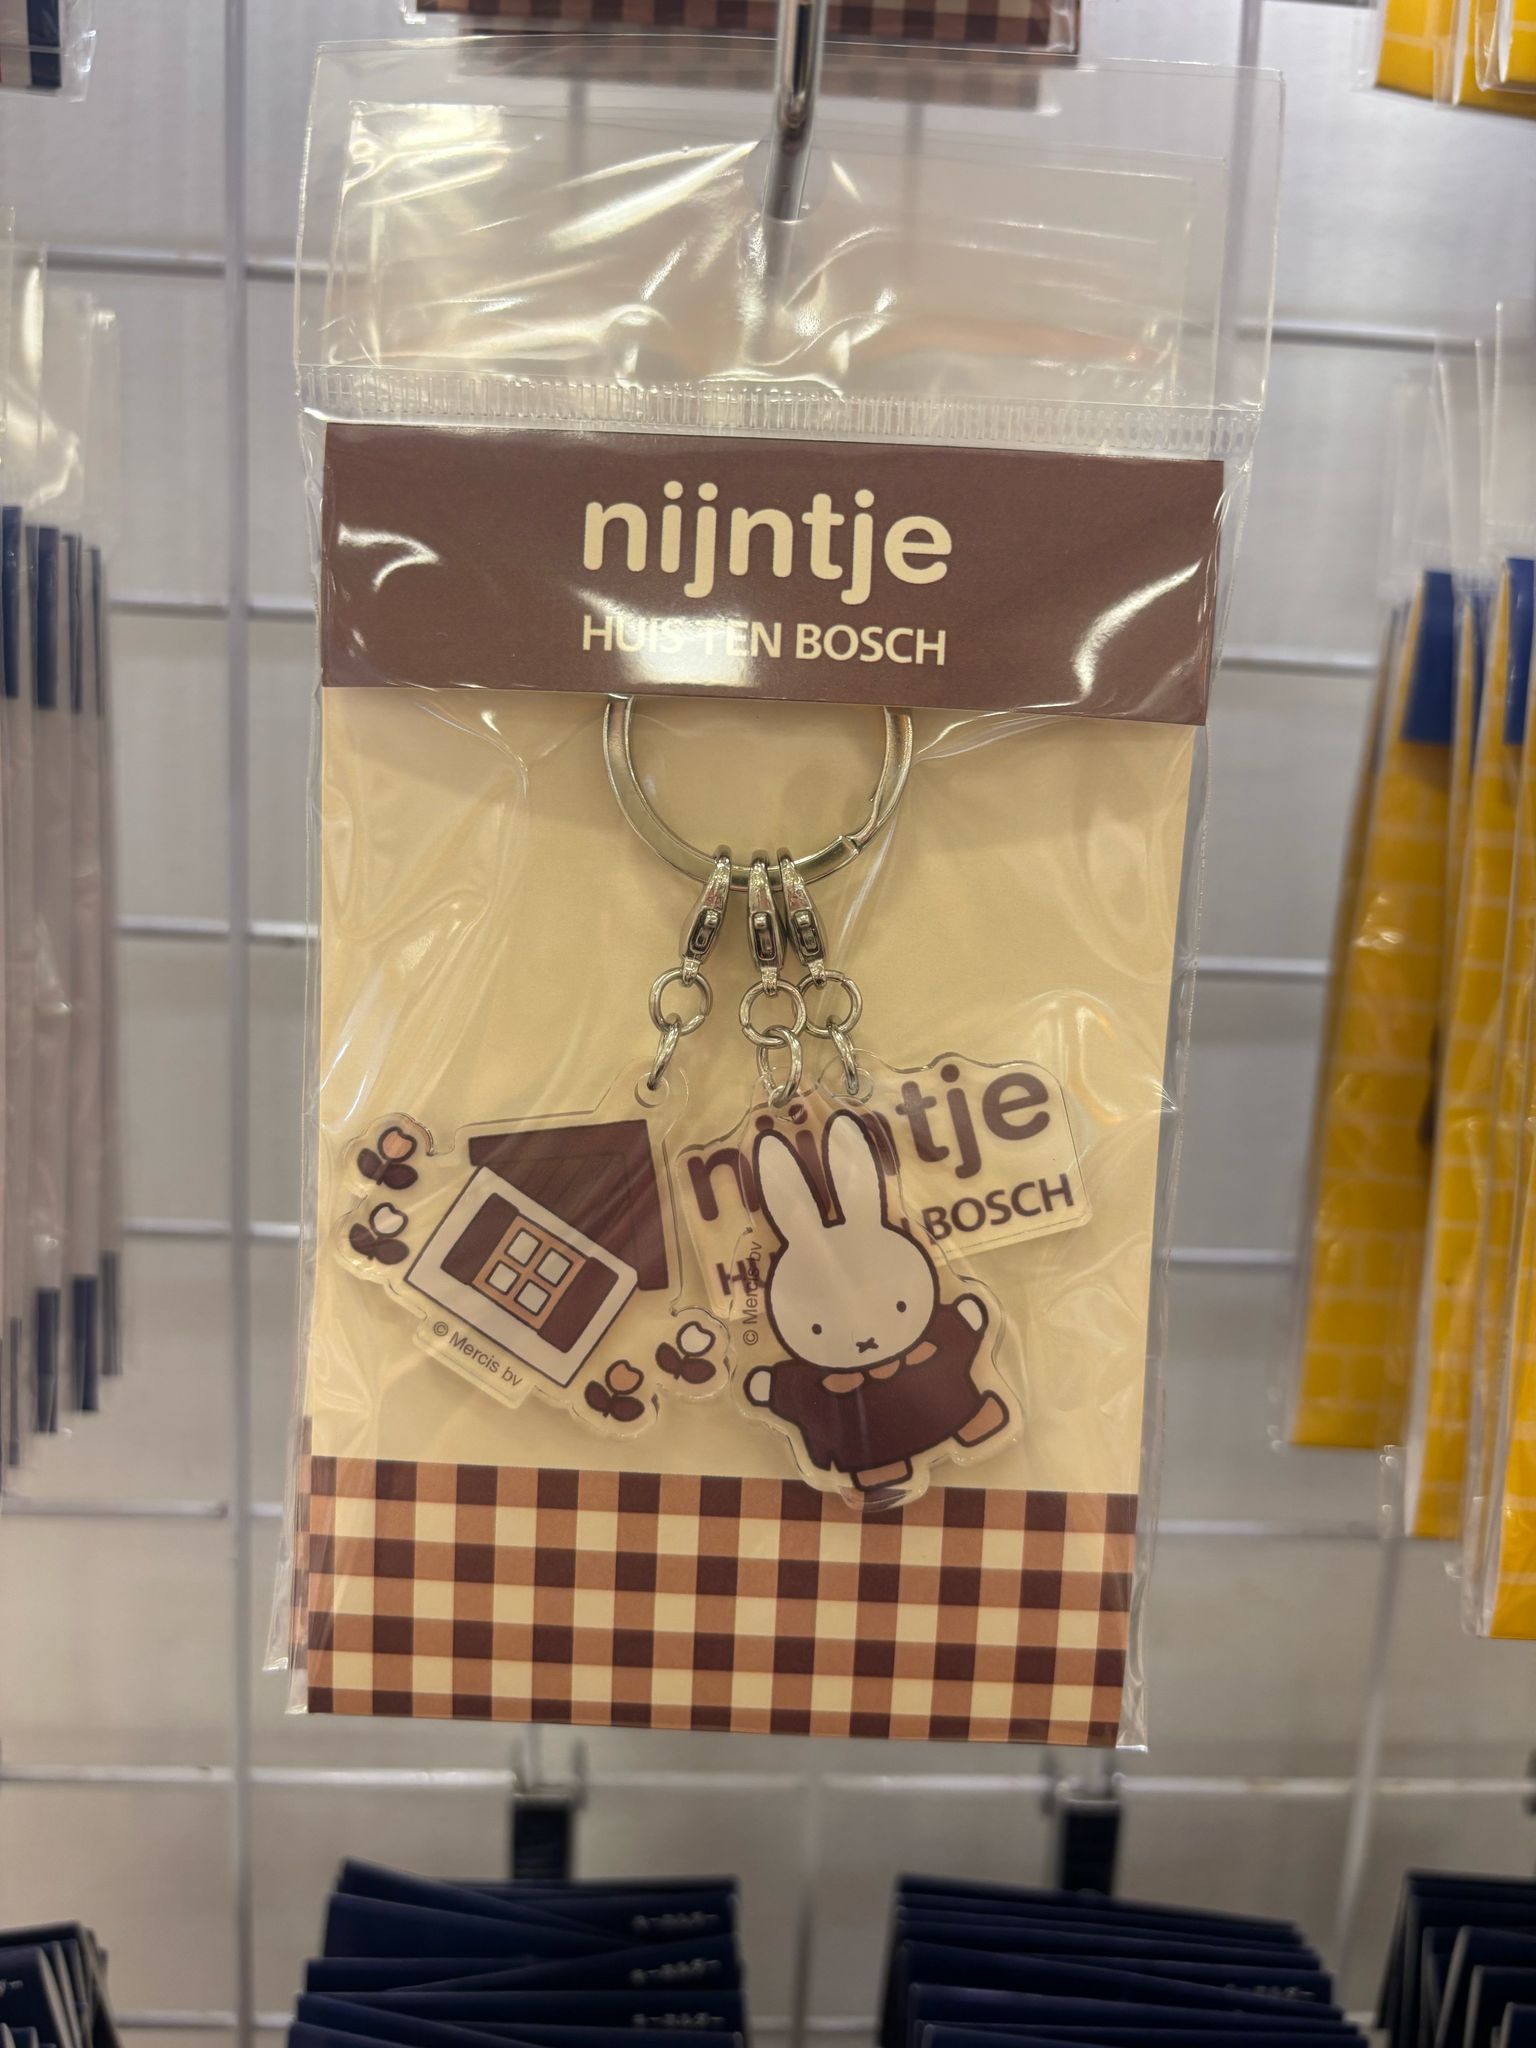 nijntje
HUIS TEN BOSCH
nijntje
H BOSCH
© Mercis bv
© Mercis bv